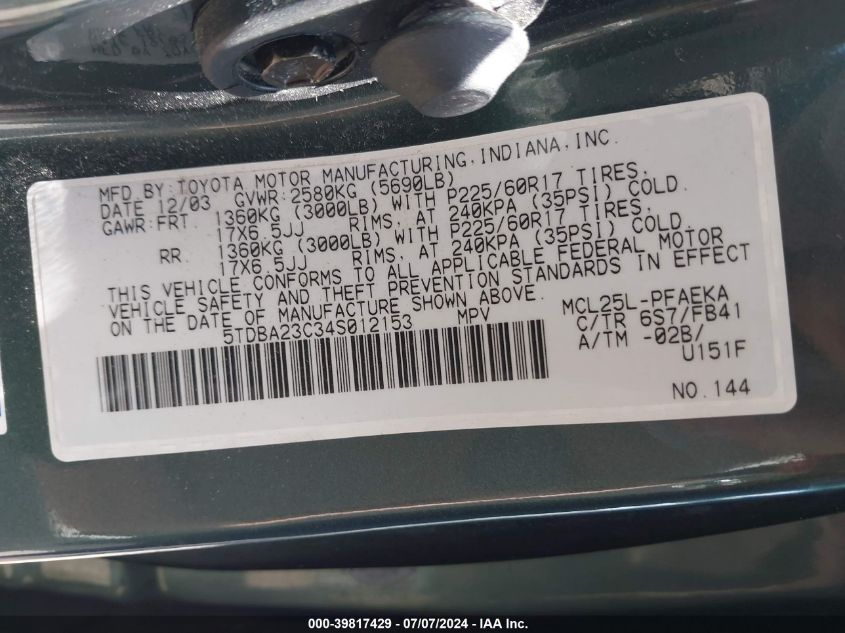 MFD. BY: TOYOTA MOTOR MANUFACTURING, INDIANA, INC.
DATE 12/03 GVWR: 2580KG (5690LB)
GAWR: FRT. 1360KG (3000LB) WITH P225/60R17 TIRES,
17X6.5JJ RIMS, AT 240KPA (35PSI) COLD.
RR. 1360KG (3000LB) WITH P225/60R17 TIRES,
17X6.5JJ RIMS, AT 240KPA (35PSI) COLD.
THIS VEHICLE CONFORMS TO ALL APPLICABLE FEDERAL MOTOR
VEHICLE SAFETY AND THEFT PREVENTION STANDARDS IN EFFECT
ON THE DATE OF MANUFACTURE SHOWN ABOVE.
5TDBA23C34S012153 MPV
MCL25L-PFAEKA
C/TR 6S7/FB41
A/TM -02B/
U151F
NO. 144
000-39817429 - 07/07/2024 - IAA Inc.